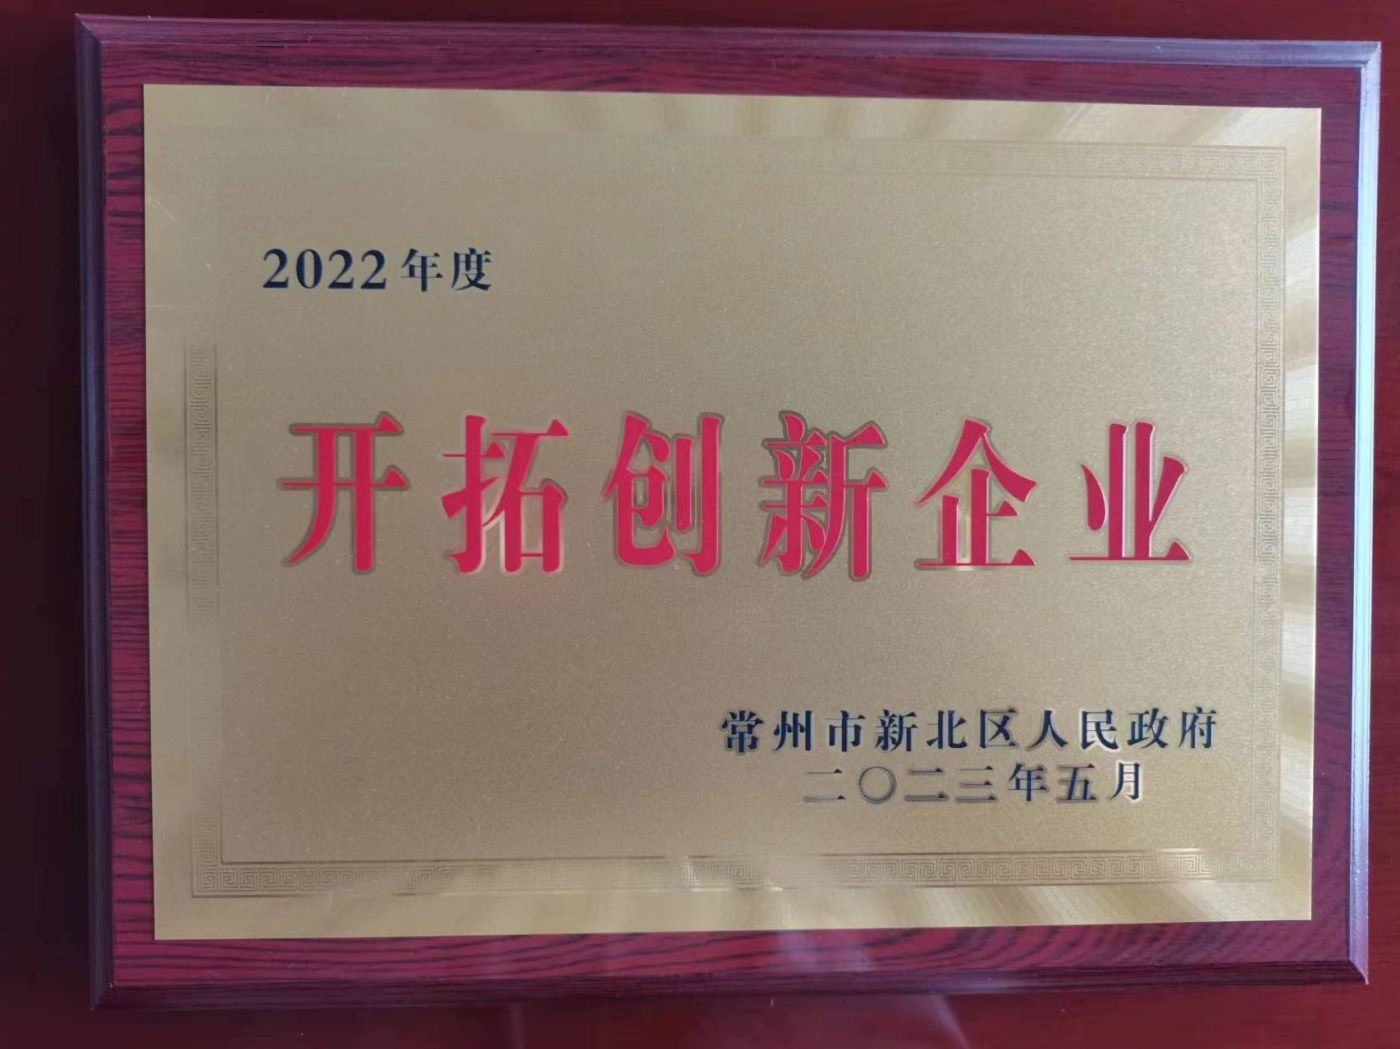 2022年度
开拓创新企业
常州市新北区人民政府
二〇二三年五月